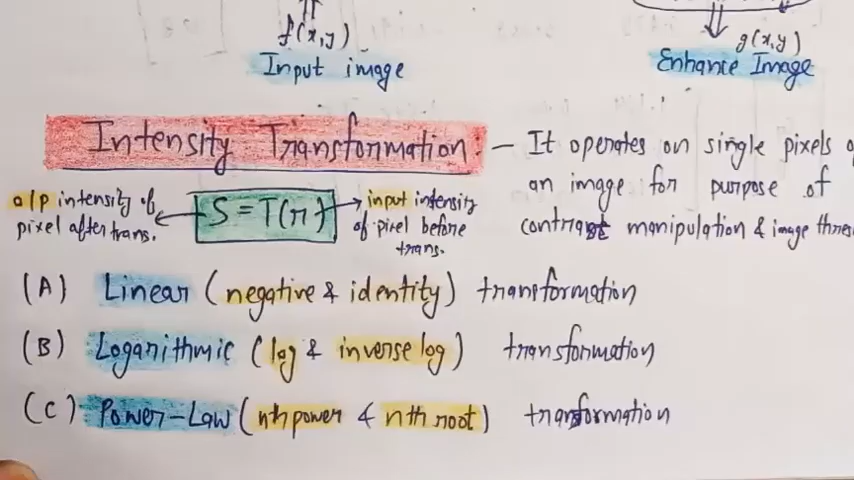 f(x,y)
Input image
g(x,y)
Enhance Image
Intensity Transformation :- It operates on single pixels
an image for purpose of
contrast manipulation & image thres
o/p intensity of
pixel after trans.
S = T(r)
input intensity
of pixel before
trans.
(A) Linear (negative & identity) transformation
(B) Logarithmic (log & inverse log) transformation
(C) Power-Law (nth power & nth root) transformation